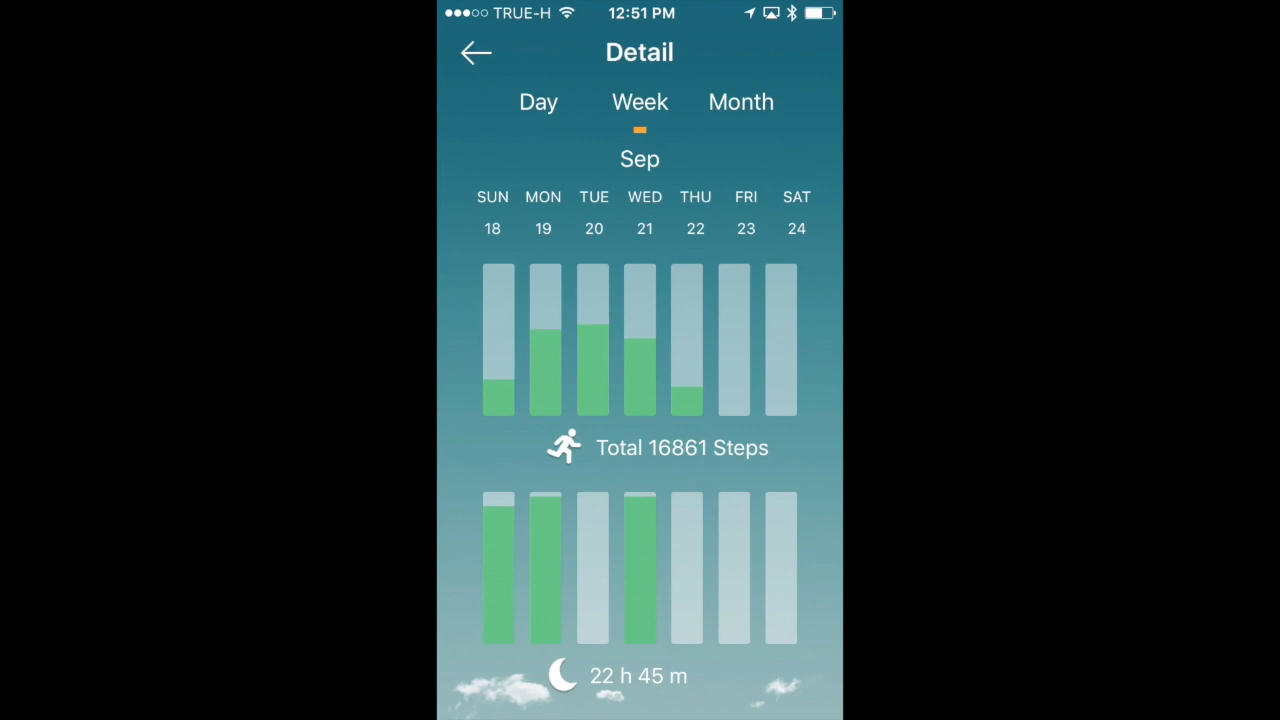 TRUE-H 12:51 PM
Detail
Day Week Month
Sep
SUN MON TUE WED THU FRI SAT
18 19 20 21 22 23 24
Total 16861 Steps
22 h 45 m